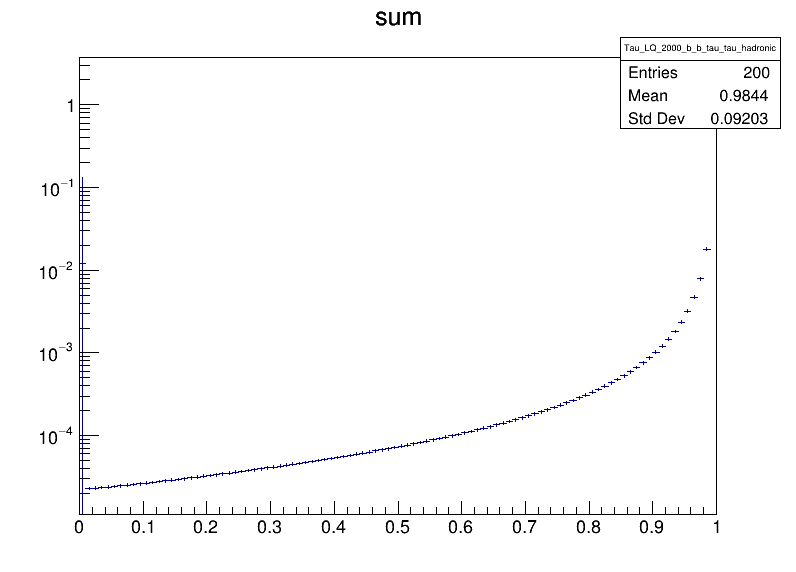 sum
Tau_LQ_2000_b_b_tau_tau_hadronic
Entries 200
Mean 0.9844
Std Dev 0.09203
1
10⁻¹
10⁻²
10⁻³
10⁻⁴
0 0.1 0.2 0.3 0.4 0.5 0.6 0.7 0.8 0.9 1